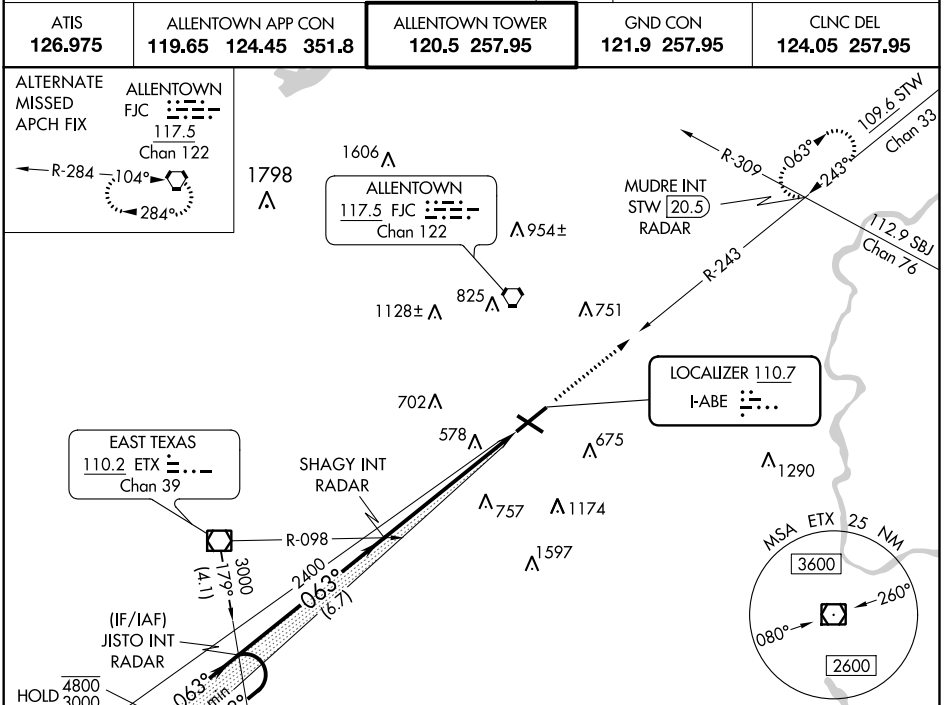 ATIS
126.975
ALLENTOWN APP CON
119.65 124.45 351.8
ALLENTOWN TOWER
120.5 257.95
GND CON
121.9 257.95
CLNC DEL
124.05 257.95
ALTERNATE
MISSED
APCH FIX
ALLENTOWN
FJC
117.5
Chan 122
R-284
104°
284°
1798
1606
ALLENTOWN
117.5 FJC
Chan 122
954±
825
1128±
751
MUDRE INT
STW 20.5
RADAR
R-309
063°
243°
109.6 STW
Chan 33
112.9 SBJ
Chan 76
R-243
LOCALIZER 110.7
I-ABE
702
578
675
1290
757
1174
1597
EAST TEXAS
110.2 ETX
Chan 39
SHAGY INT
RADAR
R-098
3000
179°
(4.1)
2400
063°
(6.7)
(IF/IAF)
JISTO INT
RADAR
HOLD 4800
3000
063°
min
MSA ETX 25 NM
3600
260°
080°
2600